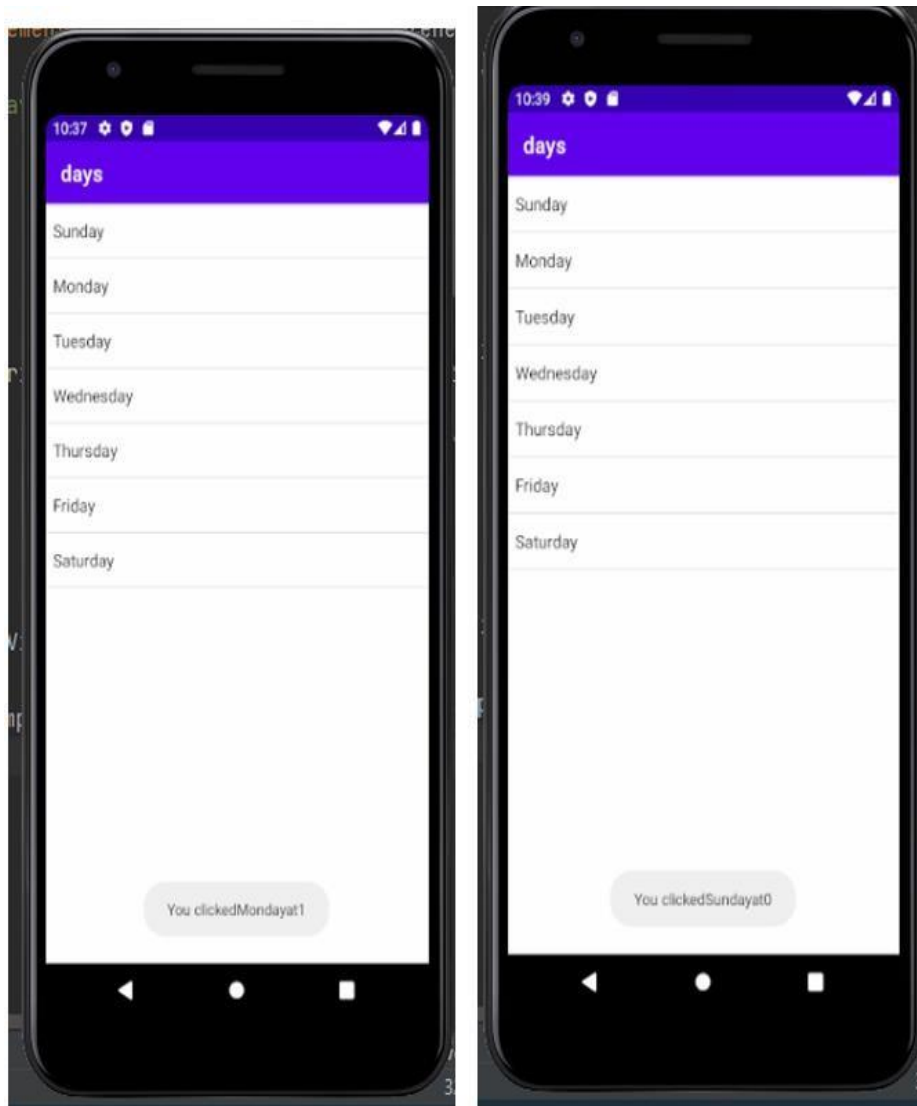 10:37
days
Sunday
Monday
Tuesday
Wednesday
Thursday
Friday
Saturday
You clickedMondayat1
10:39
days
Sunday
Monday
Tuesday
Wednesday
Thursday
Friday
Saturday
You clickedSundayat0